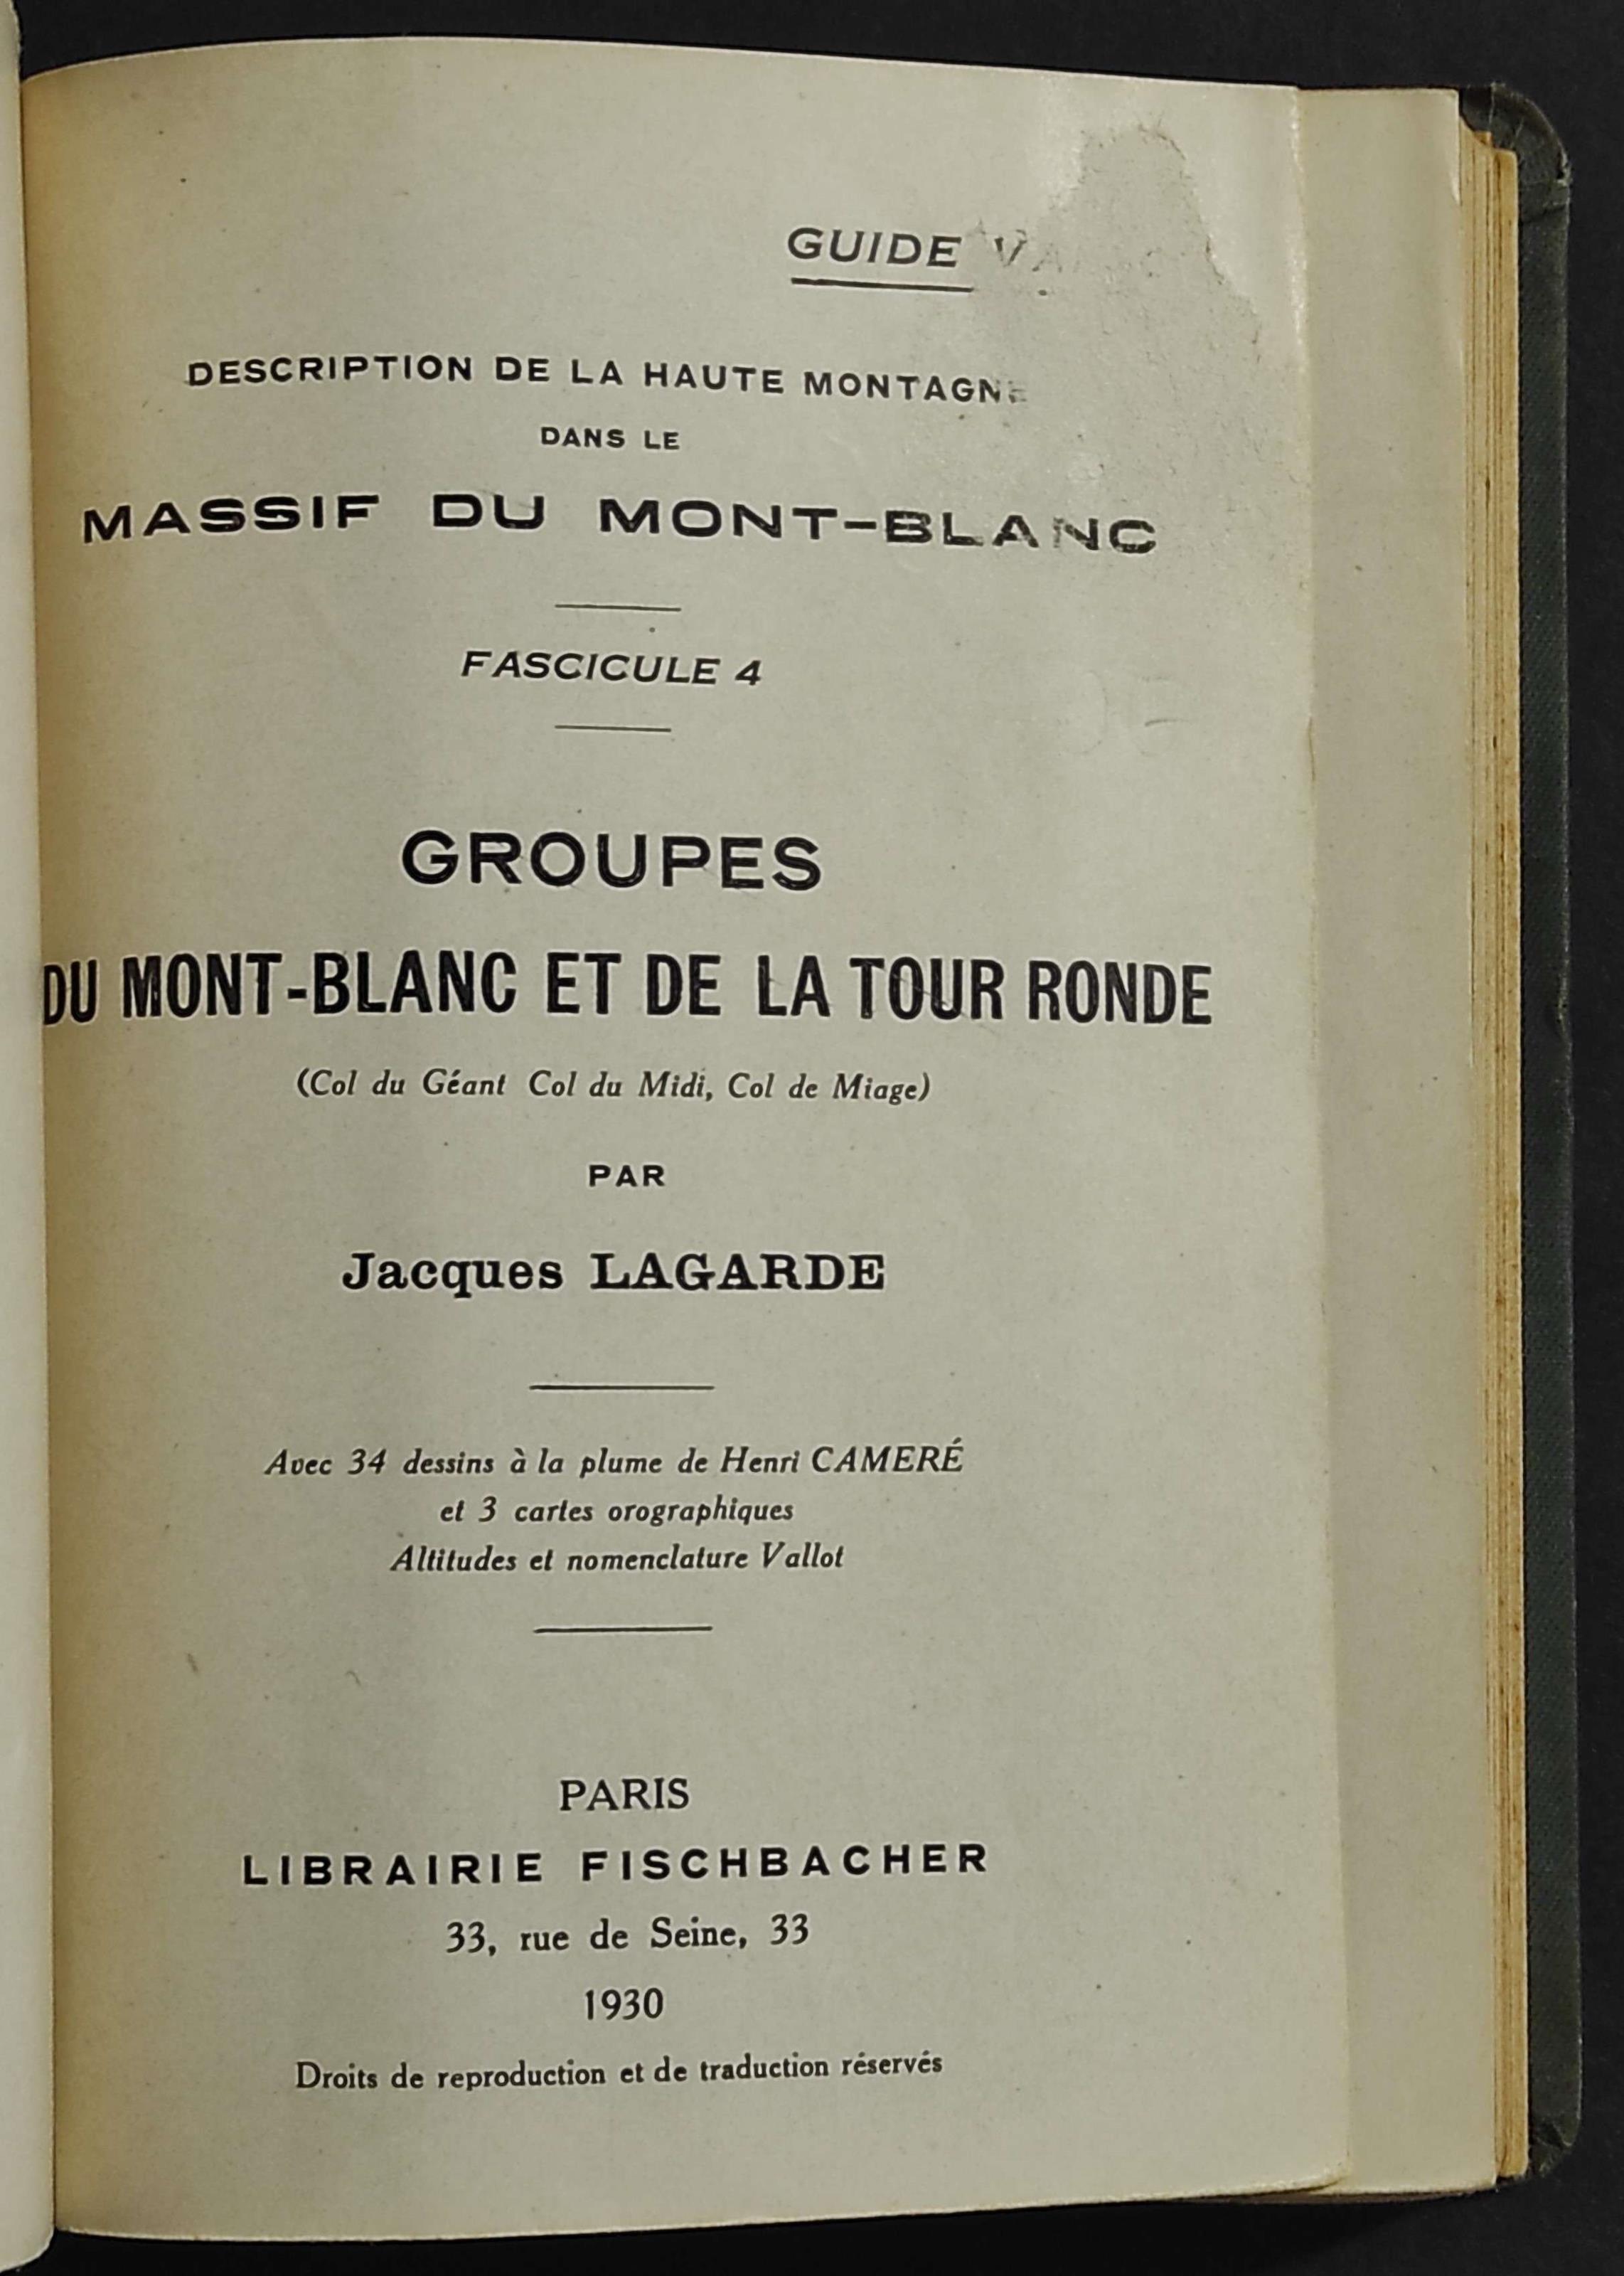 GUIDE
DESCRIPTION DE LA HAUTE MONTAGNE
DANS LE
MASSIF DU MONT-BLANC
FASCICULE 4
GROUPES
DU MONT-BLANC ET DE LA TOUR RONDE
(Col du Géant Col du Midi, Col de Miage)
PAR
Jacques LAGARDE
Avec 34 dessins à la plume de Henri CAMERÉ
et 3 cartes orographiques
Altitudes et nomenclature Vallot
PARIS
LIBRAIRIE FISCHBACHER
33, rue de Seine, 33
1930
Droits de reproduction et de traduction réservés